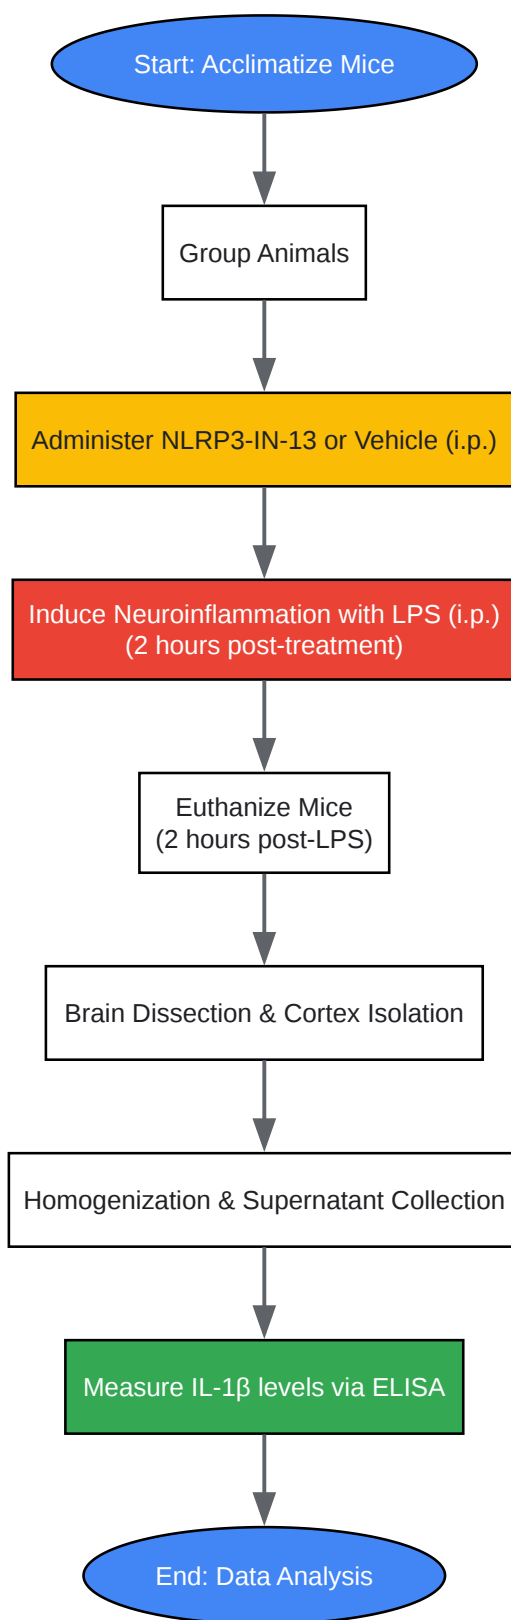 Start: Acclimatize Mice
Group Animals
Administer NLRP3-IN-13 or Vehicle (i.p.)
Induce Neuroinflammation with LPS (i.p.)
(2 hours post-treatment)
Euthanize Mice
(2 hours post-LPS)
Brain Dissection & Cortex Isolation
Homogenization & Supernatant Collection
Measure IL-1β levels via ELISA
End: Data Analysis